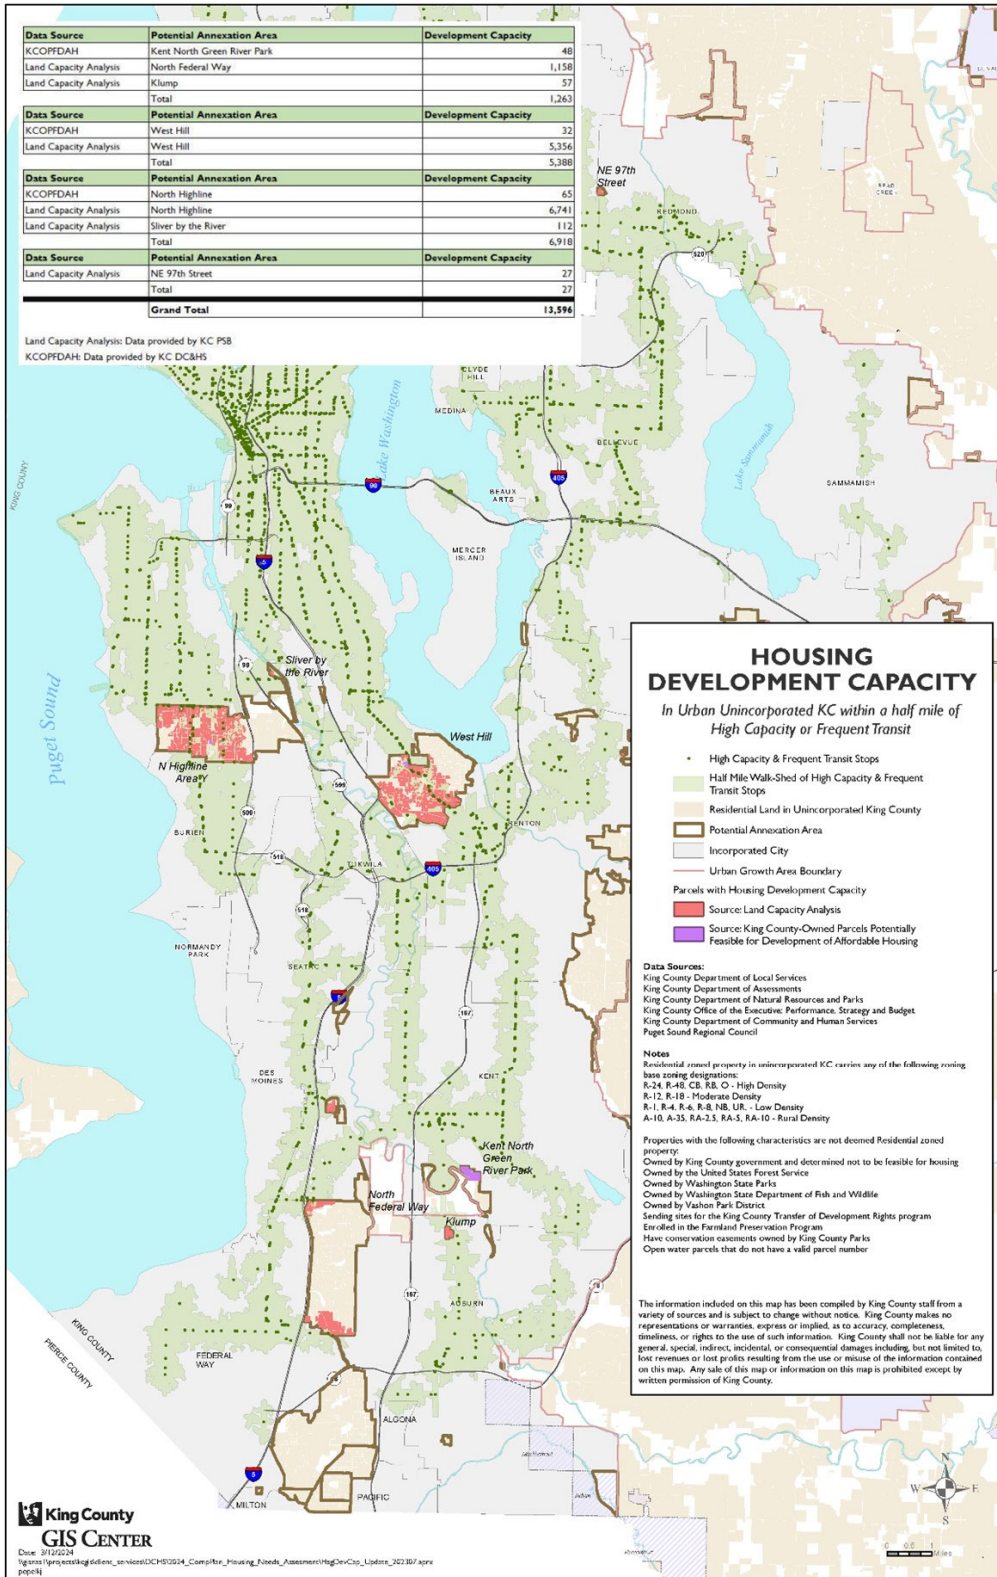 Data Source Potential Annexation Area Development Capacity
KCOPFDAH Kent North Green River Park 48
Land Capacity Analysis North Federal Way 1,158
Land Capacity Analysis Klump 57
Total 1,263
Data Source Potential Annexation Area Development Capacity
KCOPFDAH West Hill 32
Land Capacity Analysis West Hill 5,356
Total 5,388
Data Source Potential Annexation Area Development Capacity
KCOPFDAH North Highline 65
Land Capacity Analysis North Highline 6,741
Land Capacity Analysis Sliver by the River 112
Total 6,918
Data Source Potential Annexation Area Development Capacity
Land Capacity Analysis NE 97th Street 27
Total 27
Grand Total 13,596
Land Capacity Analysis: Data provided by KC PSB
KCOPFDAH: Data provided by KC DC&HS
BEAR
CREEK
NE 97th
Street
REDMOND
520
CLYDE
HILL
MEDINA
Lake Washington
BELLEVUE
Lake Sammamish
SAMMAMISH
KING COUNTY
90
405
BEAUX
ARTS
99
MERCER
ISLAND
5
Puget Sound
99
Sliver by
the River
West Hill
N Highline
Area Y
599
BURIEN
509
RENTON
518
TUKWILA
405
518
NORMANDY
PARK
SEATAC
5
167
DES
MOINES
KENT
Kent North
Green
River Park
North
Federal Way
Klump
167
AUBURN
18
KING COUNTY
PIERCE COUNTY
FEDERAL
WAY
ALGONA
5
MILTON
PACIFIC
HOUSING
DEVELOPMENT CAPACITY
In Urban Unincorporated KC within a half mile of
High Capacity or Frequent Transit
High Capacity & Frequent Transit Stops
Half Mile Walk-Shed of High Capacity & Frequent
Transit Stops
Residential Land in Unincorporated King County
Potential Annexation Area
Incorporated City
Urban Growth Area Boundary
Parcels with Housing Development Capacity
Source: Land Capacity Analysis
Source: King County-Owned Parcels Potentially
Feasible for Development of Affordable Housing
Data Sources:
King County Department of Local Services
King County Department of Assessments
King County Department of Natural Resources and Parks
King County Office of the Executive: Performance, Strategy and Budget
King County Department of Community and Human Services
Puget Sound Regional Council
Notes
Residential zoned property in unincorporated KC carries any of the following zoning
base zoning designations:
R-24, R-48, CB, RB, O - High Density
R-12, R-18 - Moderate Density
R-1, R-4, R-6, R-8, NB, UR, - Low Density
A-10, A-35, RA-2.5, RA-5, RA-10 - Rural Density
Properties with the following characteristics are not deemed Residential zoned
property:
Owned by King County government and determined not to be feasible for housing
Owned by the United States Forest Service
Owned by Washington State Parks
Owned by Washington State Department of Fish and Wildlife
Owned by Vashon Park District
Sending sites for the King County Transfer of Development Rights program
Enrolled in the Farmland Preservation Program
Have conservation easements owned by King County Parks
Open water parcels that do not have a valid parcel number
The information included on this map has been compiled by King County staff from a
variety of sources and is subject to change without notice. King County makes no
representations or warranties, express or implied, as to accuracy, completeness,
timeliness, or rights to the use of such information. King County shall not be liable for any
general, special, indirect, incidental, or consequential damages including, but not limited to,
lost revenues or lost profits resulting from the use or misuse of the information contained
on this map. Any sale of this map or information on this map is prohibited except by
written permission of King County.
N
W E
S
0 0.5 1 Miles
King County
GIS CENTER
Date: 3/12/2024